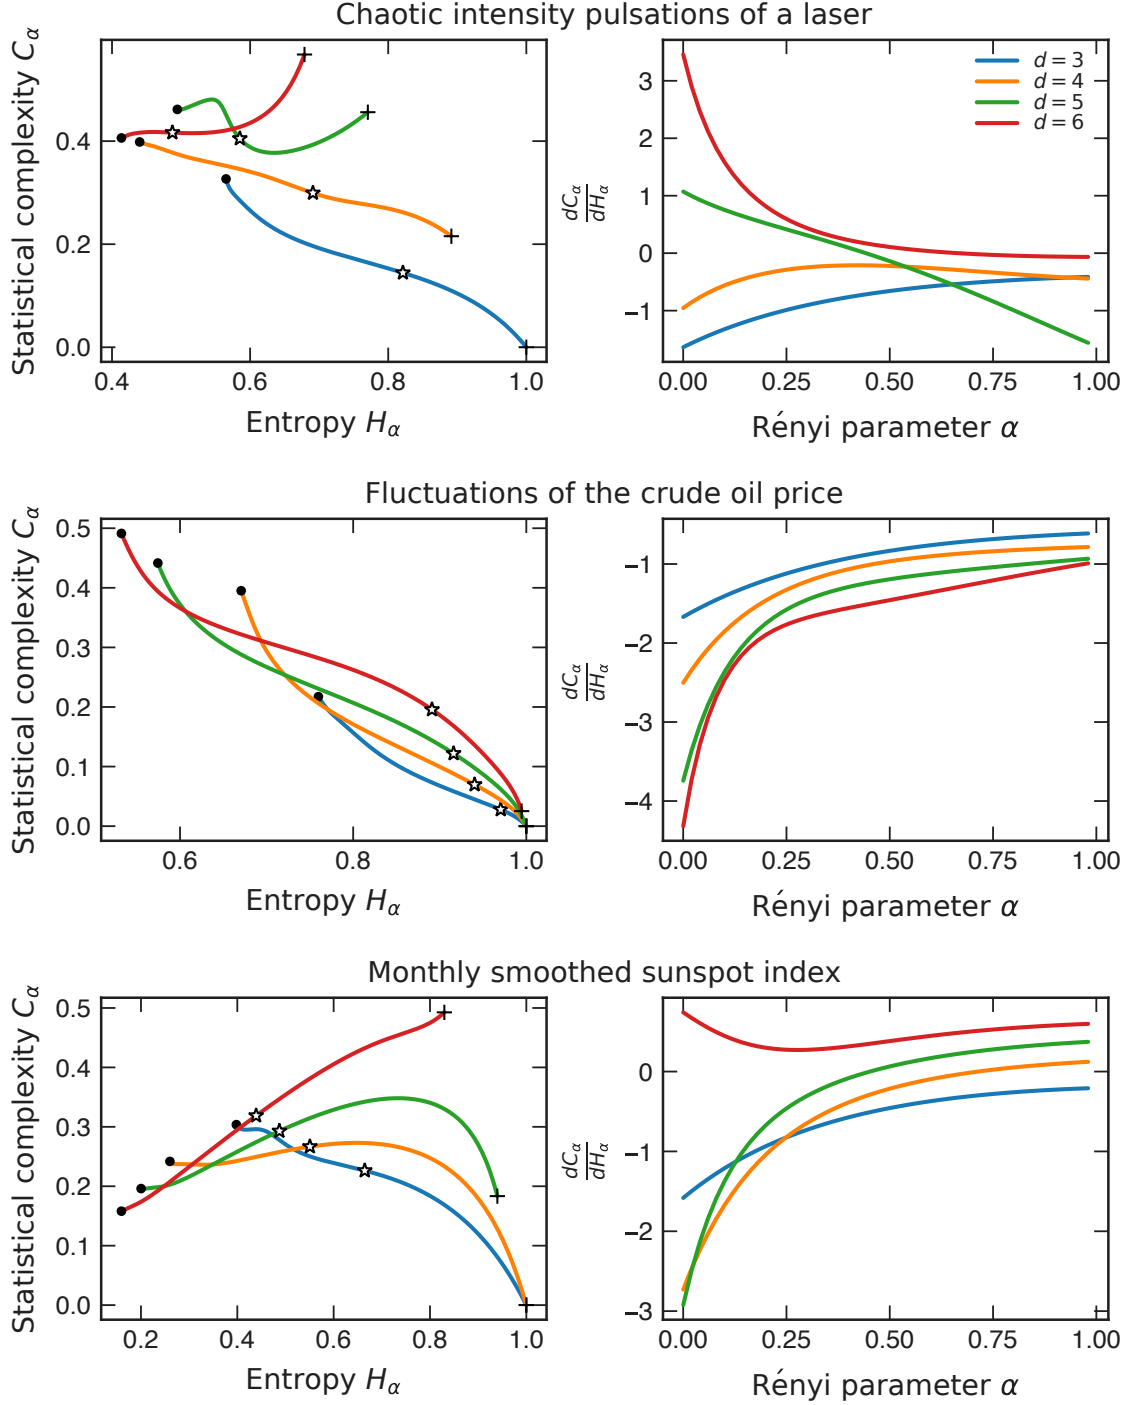 Chaotic intensity pulsations of a laser
Statistical complexity Cα
0.4
0.2
0.0
0.4 0.6 0.8 1.0
Entropy Hα
dCα
dHα
3
2
1
0
−1
d = 3
d = 4
d = 5
d = 6
0.00 0.25 0.50 0.75 1.00
Rényi parameter α
Fluctuations of the crude oil price
Statistical complexity Cα
0.5
0.4
0.3
0.2
0.1
0.0
0.6 0.8 1.0
Entropy Hα
dCα
dHα
−1
−2
−3
−4
0.00 0.25 0.50 0.75 1.00
Rényi parameter α
Monthly smoothed sunspot index
Statistical complexity Cα
0.5
0.4
0.3
0.2
0.1
0.0
0.2 0.4 0.6 0.8 1.0
Entropy Hα
dCα
dHα
0
−1
−2
−3
0.00 0.25 0.50 0.75 1.00
Rényi parameter α